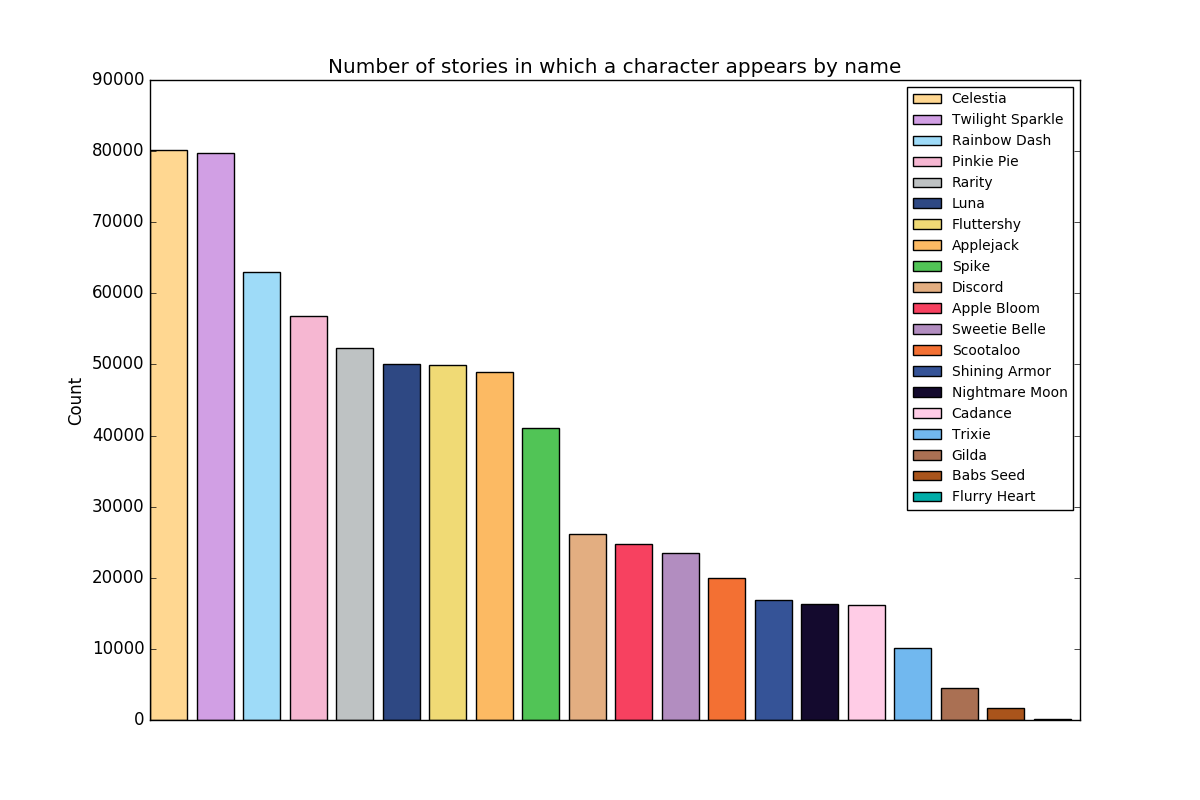 Number of stories in which a character appears by name
90000
80000
70000
60000
50000
40000
30000
20000
10000
0
Count
Celestia
Twilight Sparkle
Rainbow Dash
Pinkie Pie
Rarity
Luna
Fluttershy
Applejack
Spike
Discord
Apple Bloom
Sweetie Belle
Scootaloo
Shining Armor
Nightmare Moon
Cadance
Trixie
Gilda
Babs Seed
Flurry Heart